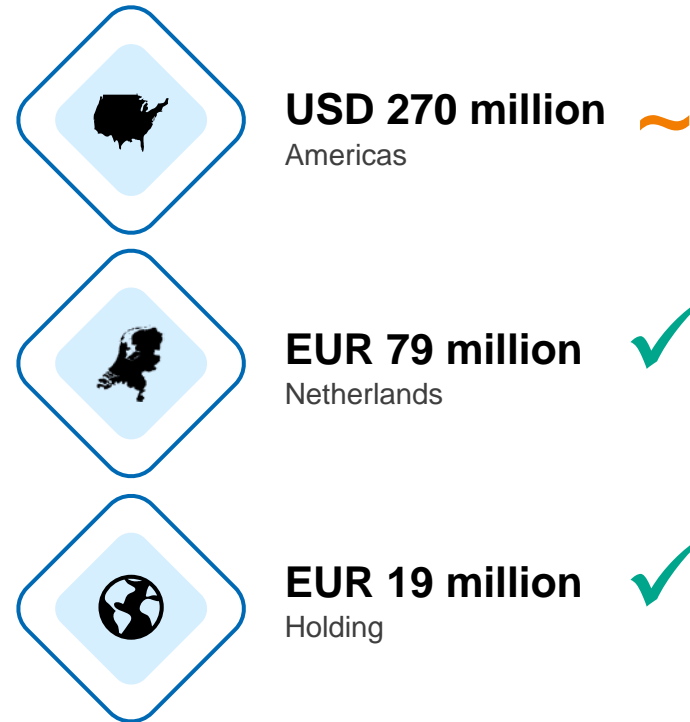 USD 270 million ~
Americas
EUR 79 million ✓
Netherlands
EUR 19 million ✓
Holding